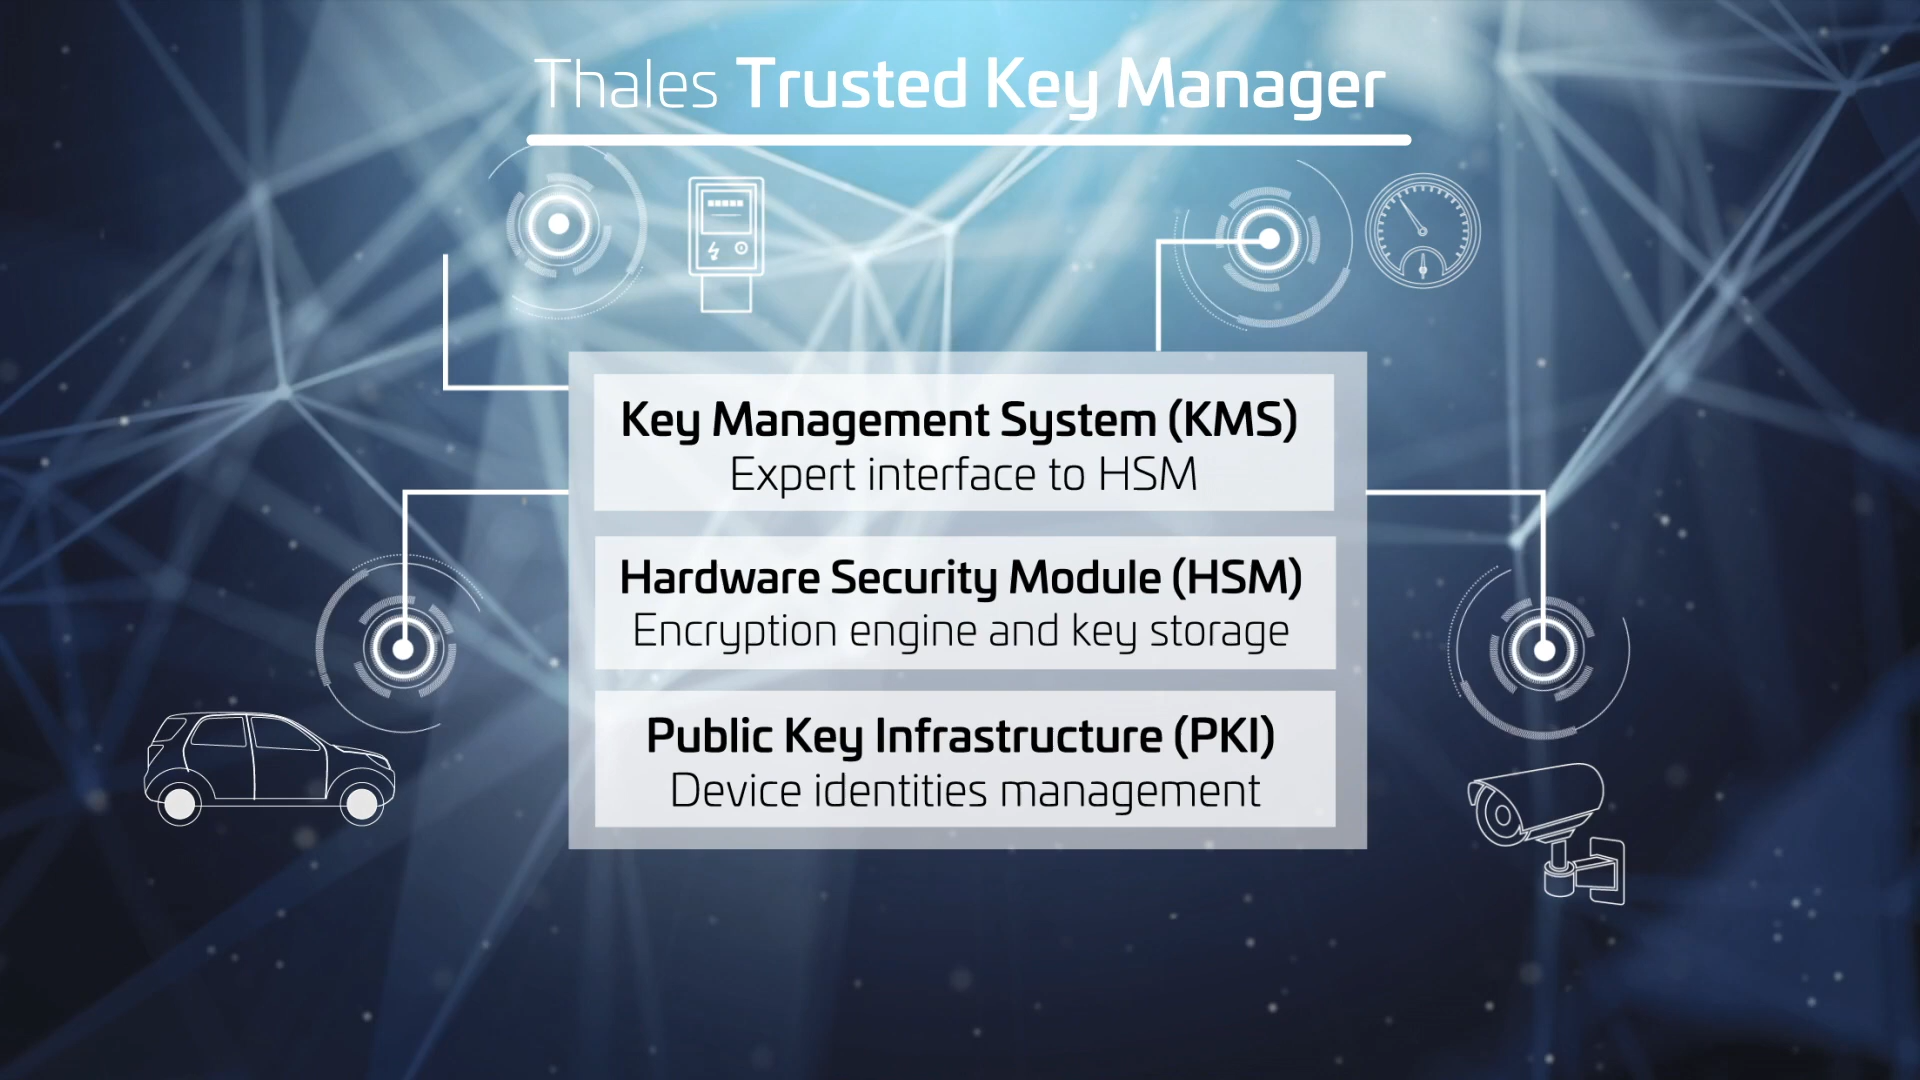 Thales Trusted Key Manager
Key Management System (KMS)
Expert interface to HSM
Hardware Security Module (HSM)
Encryption engine and key storage
Public Key Infrastructure (PKI)
Device identities management